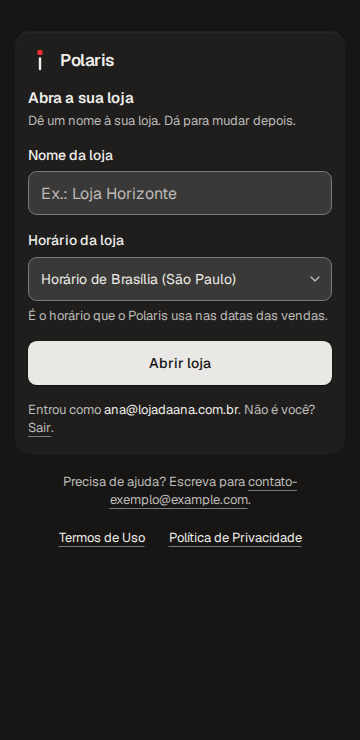 Polaris
Abra a sua loja
Dê um nome à sua loja. Dá para mudar depois.
Nome da loja
Ex.: Loja Horizonte
Horário da loja
Horário de Brasília (São Paulo)
É o horário que o Polaris usa nas datas das vendas.
Abrir loja
Entrou como ana@lojadaana.com.br. Não é você?
Sair.
Precisa de ajuda? Escreva para contato-
exemplo@example.com.
Termos de Uso Política de Privacidade